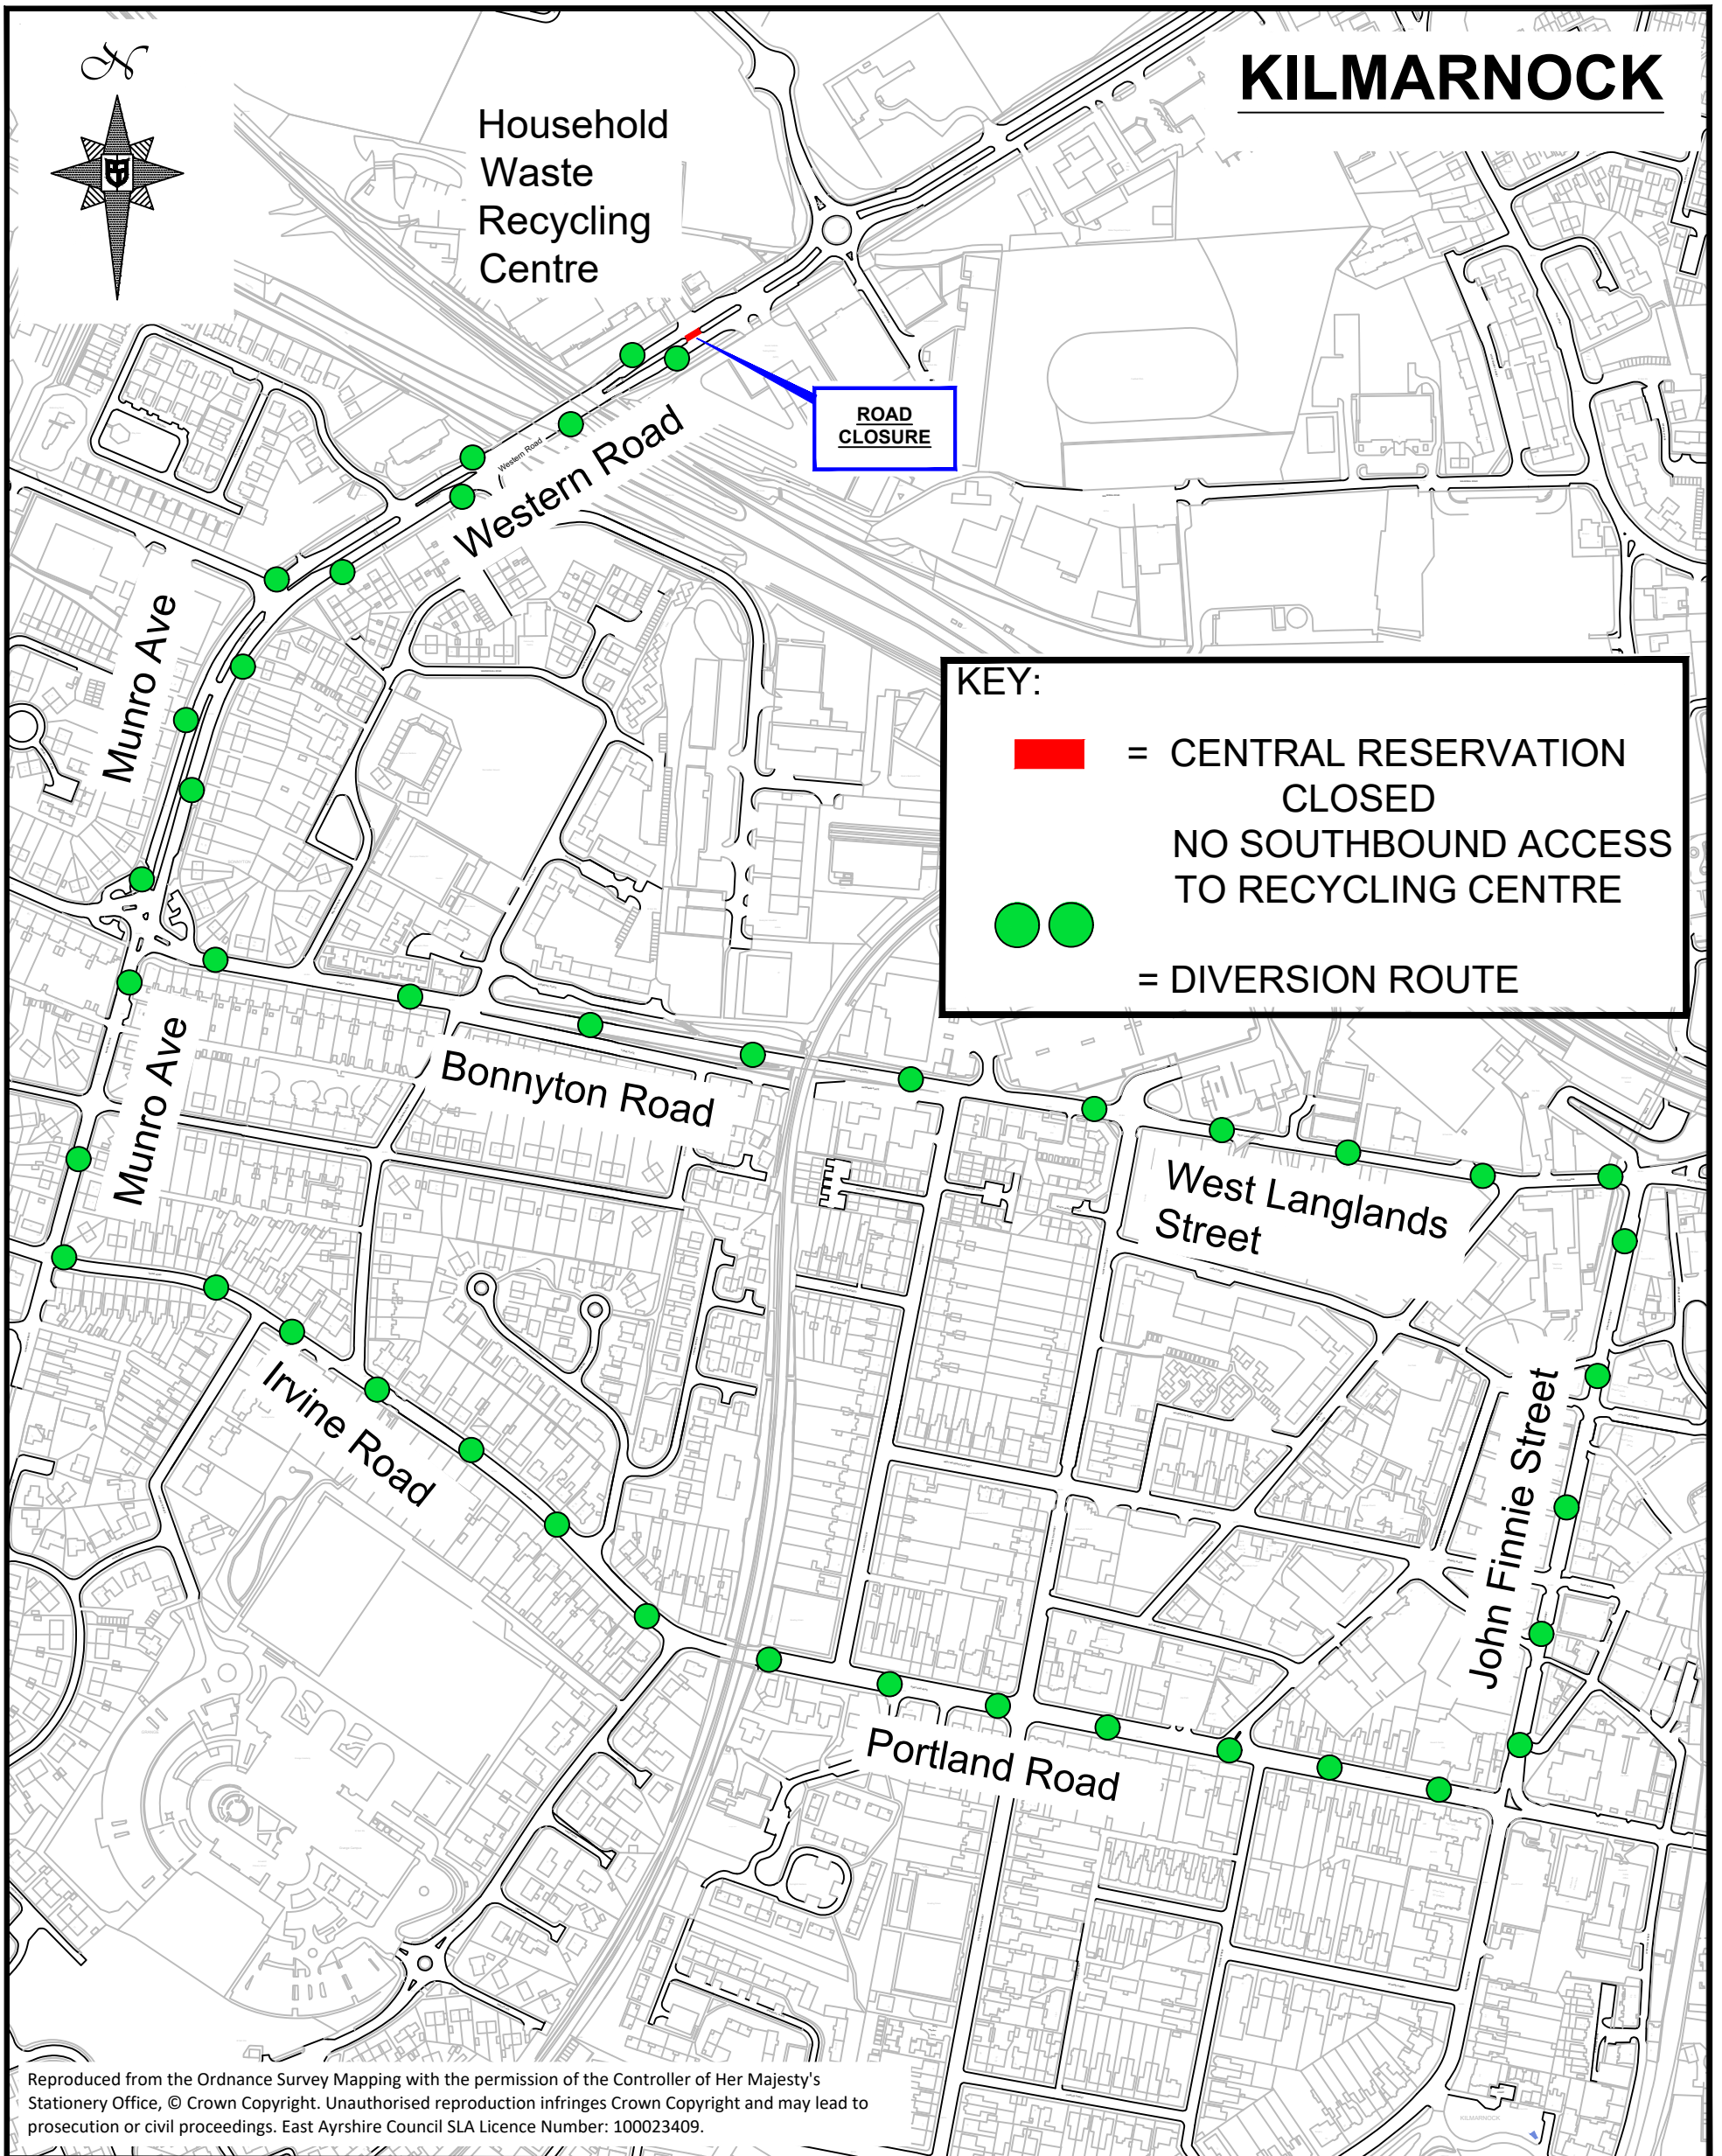 KILMARNOCK
Household
Waste
Recycling
Centre
ROAD
CLOSURE
Western Road
Western Road
Munro Ave
KEY:
= CENTRAL RESERVATION
CLOSED
NO SOUTHBOUND ACCESS
TO RECYCLING CENTRE
= DIVERSION ROUTE
Munro Ave
Bonnyton Road
West Langlands
Street
Irvine Road
John Finnie Street
Portland Road
Reproduced from the Ordnance Survey Mapping with the permission of the Controller of Her Majesty's
Stationery Office, © Crown Copyright. Unauthorised reproduction infringes Crown Copyright and may lead to
prosecution or civil proceedings. East Ayrshire Council SLA Licence Number: 100023409.
KILMARNOCK